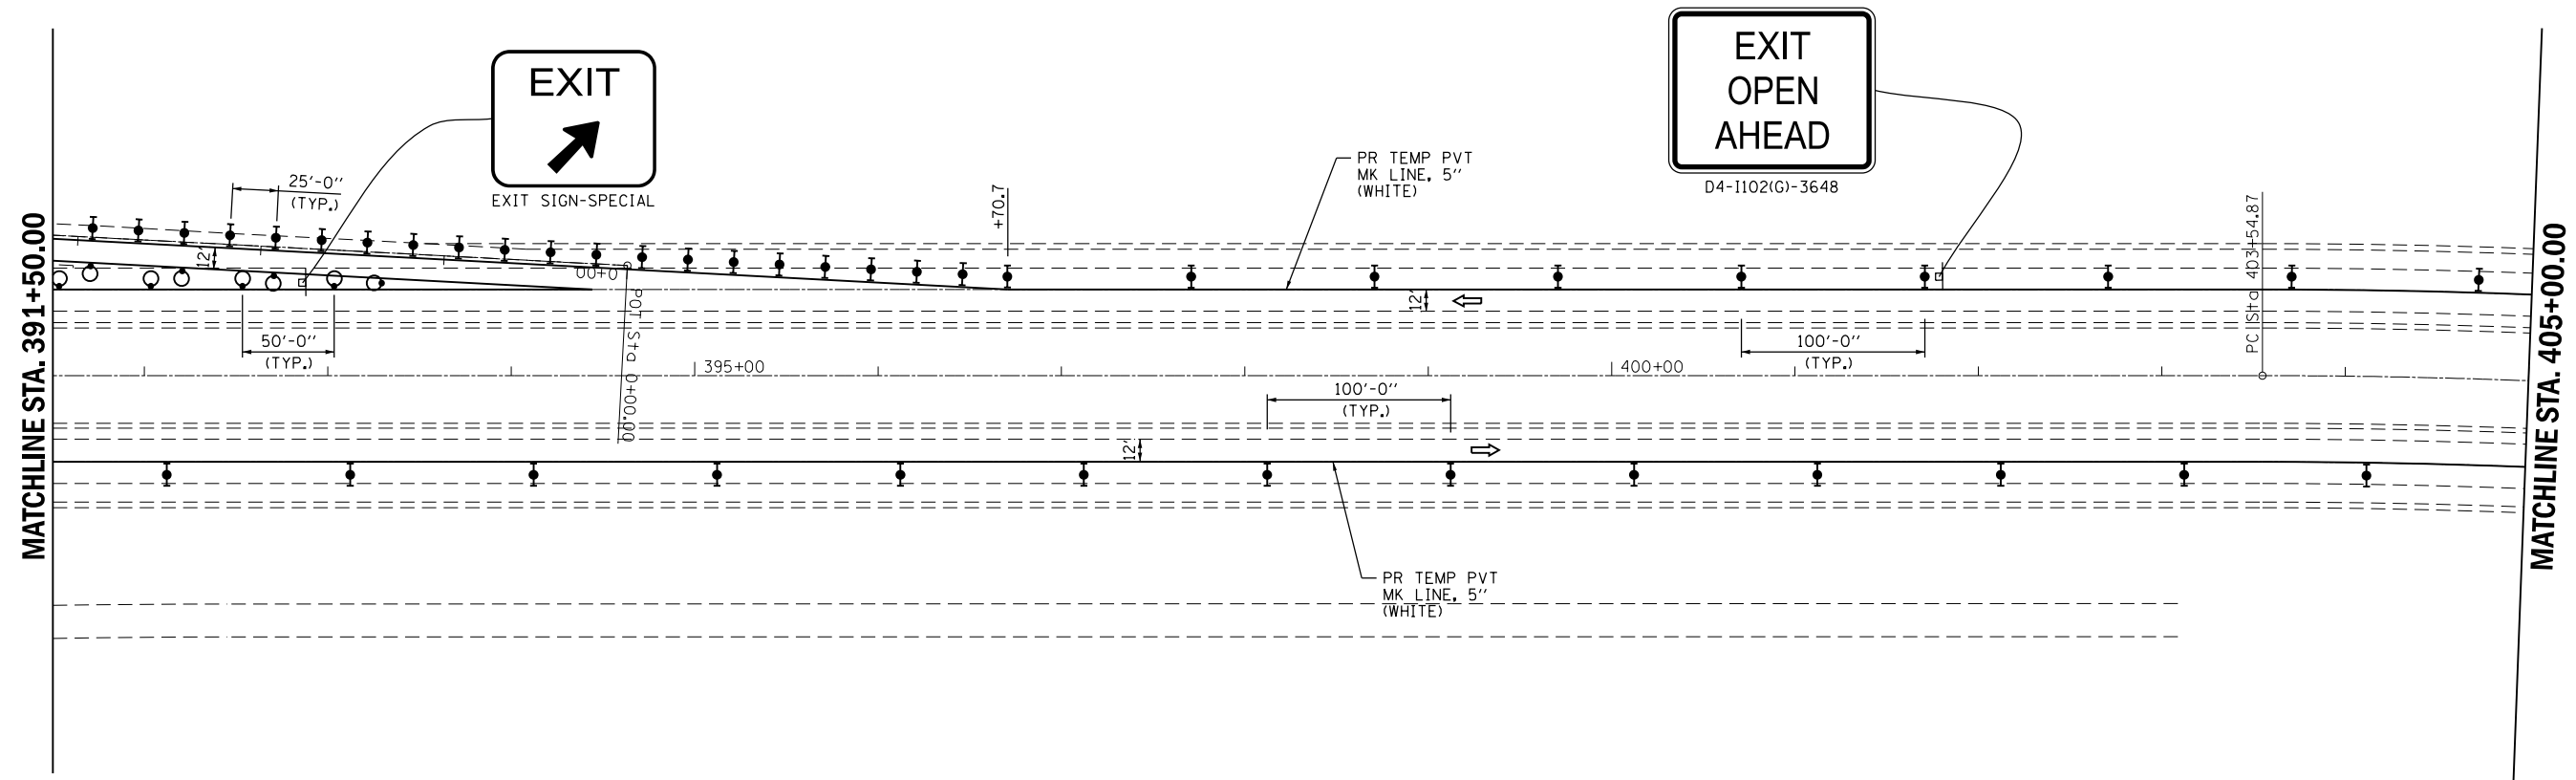 EXIT
OPEN
AHEAD
D4-I102(G)-3648
EXIT
EXIT SIGN-SPECIAL
PR TEMP PVT
MK LINE, 5''
(WHITE)
25'-0''
(TYP.)
+70.7
PC Sta 403+54.87
MATCHLINE STA. 391+50.00
MATCHLINE STA. 405+00.00
12'
0+00
POT Sta 0+00.00
12'
50'-0''
(TYP.)
100'-0''
(TYP.)
395+00
400+00
100'-0''
(TYP.)
12'
PR TEMP PVT
MK LINE, 5''
(WHITE)